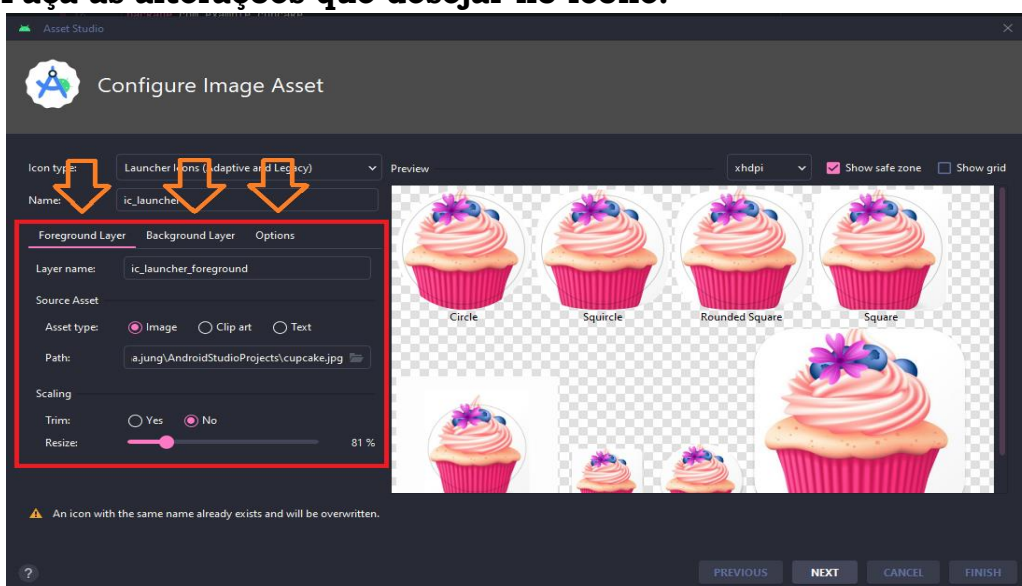 Faça as alterações que desejar no ícone.
Asset Studio
Configure Image Asset
Icon type: Launcher Icons (Adaptive and Legacy)
Name: ic_launcher
Foreground Layer Background Layer Options
Layer name: ic_launcher_foreground
Source Asset
Asset type: Image Clip art Text
Path: a.jung\AndroidStudioProjects\cupcake.jpg
Scaling
Trim: Yes No
Resize: 81 %
Preview xhdpi Show safe zone Show grid
Circle Squircle Rounded Square Square
An icon with the same name already exists and will be overwritten.
?
PREVIOUS NEXT CANCEL FINISH